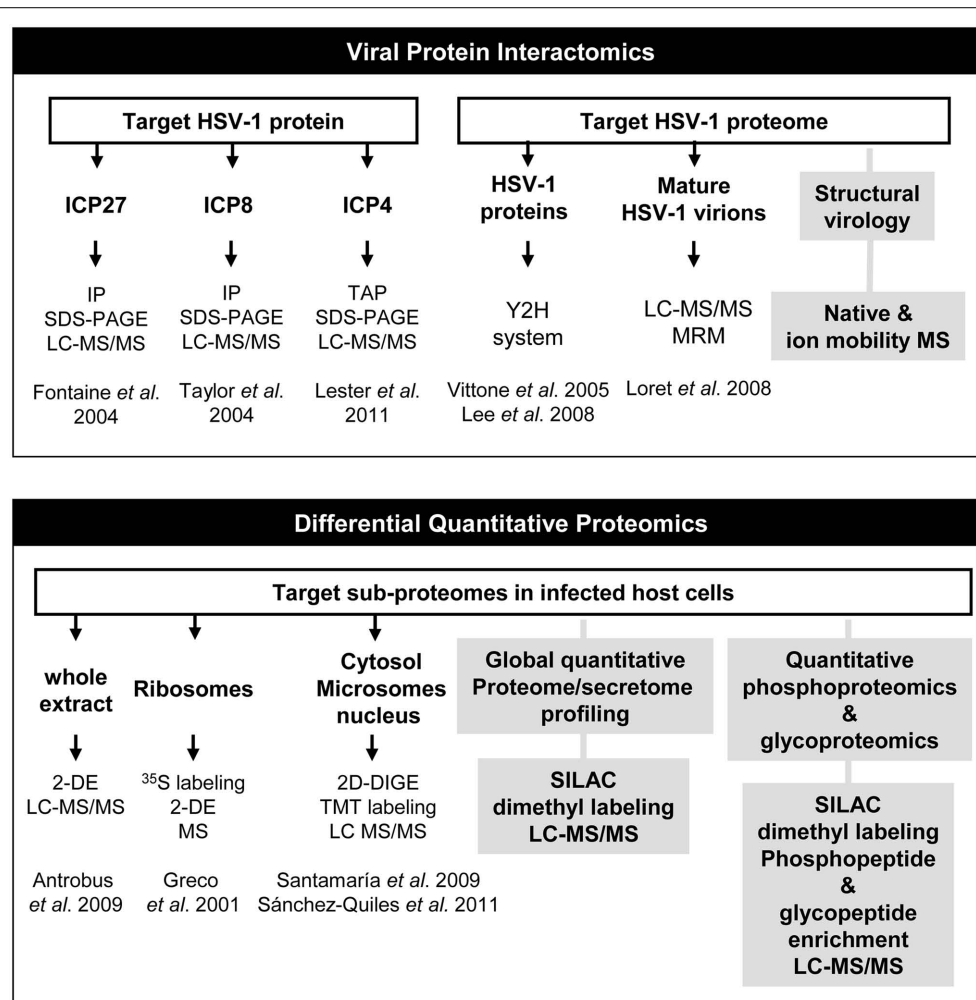 Viral Protein Interactomics
Target HSV-1 protein
Target HSV-1 proteome
ICP27
ICP8
ICP4
HSV-1
proteins
Mature
HSV-1 virions
Structural
virology
IP
SDS-PAGE
LC-MS/MS
IP
SDS-PAGE
LC-MS/MS
TAP
SDS-PAGE
LC-MS/MS
Y2H
system
LC-MS/MS
MRM
Native &
ion mobility MS
Fontaine et al.
2004
Taylor et al.
2004
Lester et al.
2011
Vittone et al. 2005
Lee et al. 2008
Loret et al. 2008
Differential Quantitative Proteomics
Target sub-proteomes in infected host cells
whole
extract
Ribosomes
Cytosol
Microsomes
nucleus
Global quantitative
Proteome/secretome
profiling
Quantitative
phosphoproteomics
&
glycoproteomics
2-DE
LC-MS/MS
³⁵S labeling
2-DE
MS
2D-DIGE
TMT labeling
LC MS/MS
SILAC
dimethyl labeling
LC-MS/MS
SILAC
dimethyl labeling
Phosphopeptide
&
glycopeptide
enrichment
LC-MS/MS
Antrobus
et al. 2009
Greco
et al. 2001
Santamaría et al. 2009
Sánchez-Quiles et al. 2011